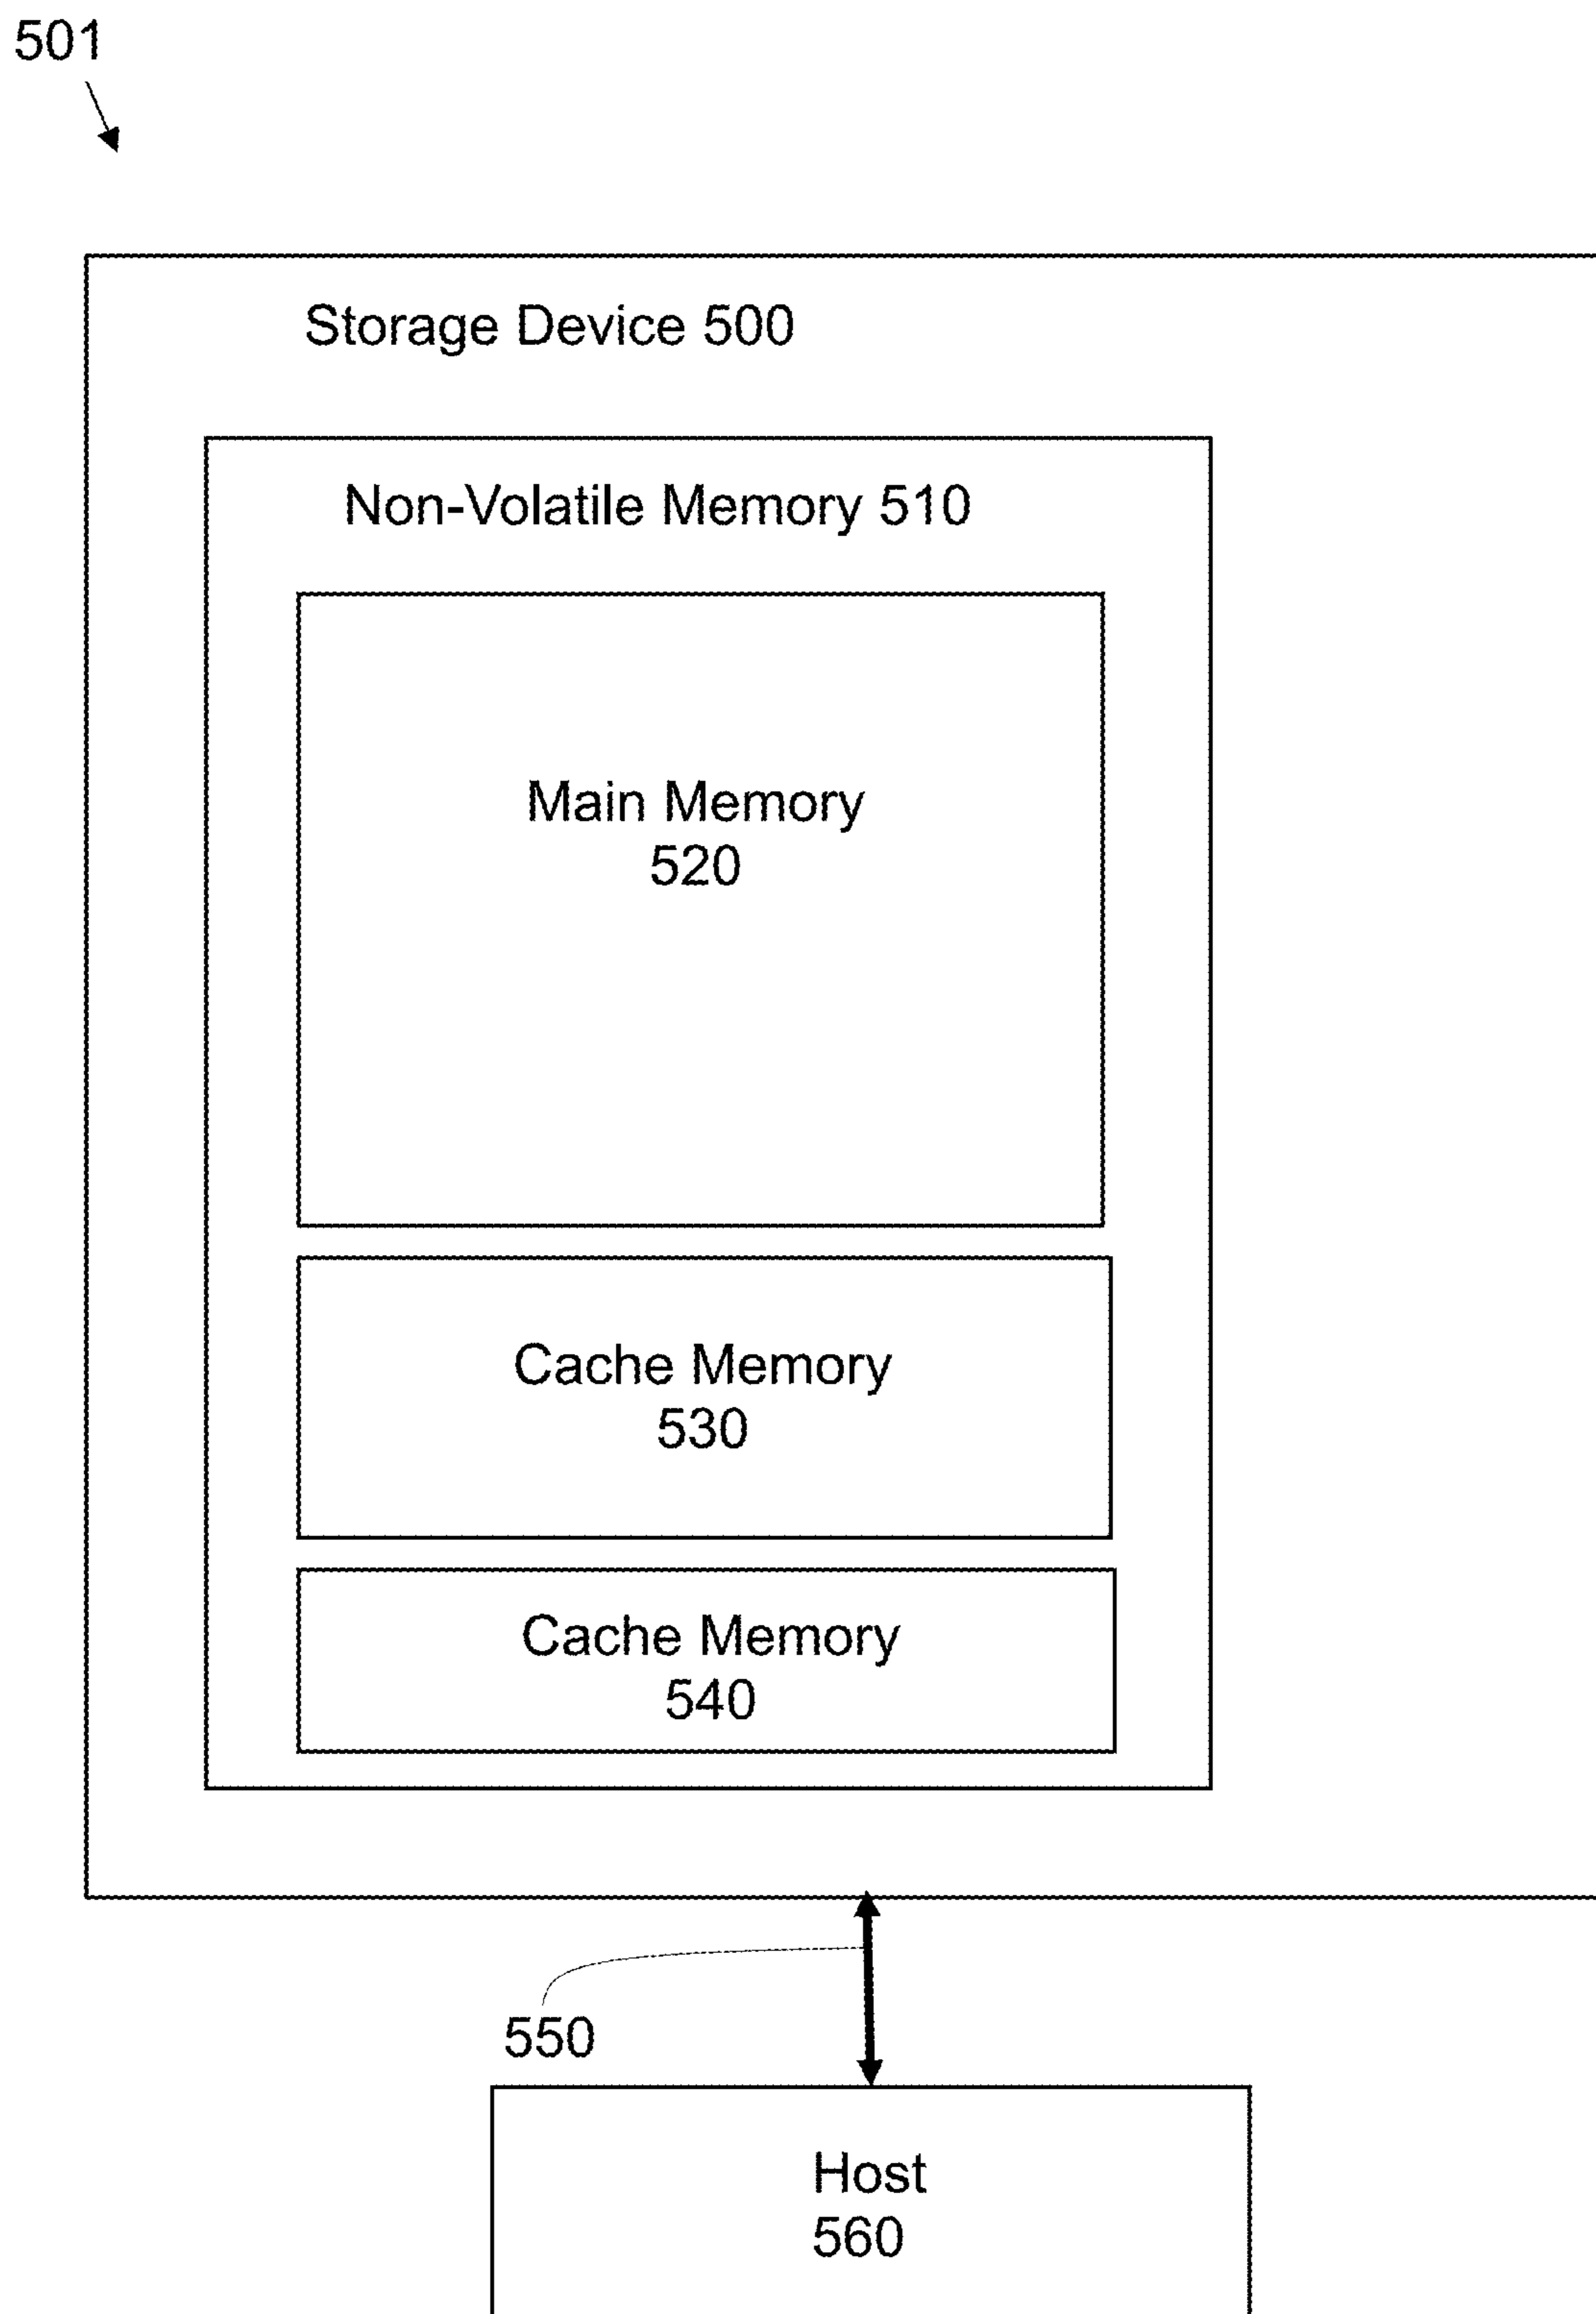 501
Storage Device 500
Non-Volatile Memory 510
Main Memory
520
Cache Memory
530
Cache Memory
540
550
Host
560